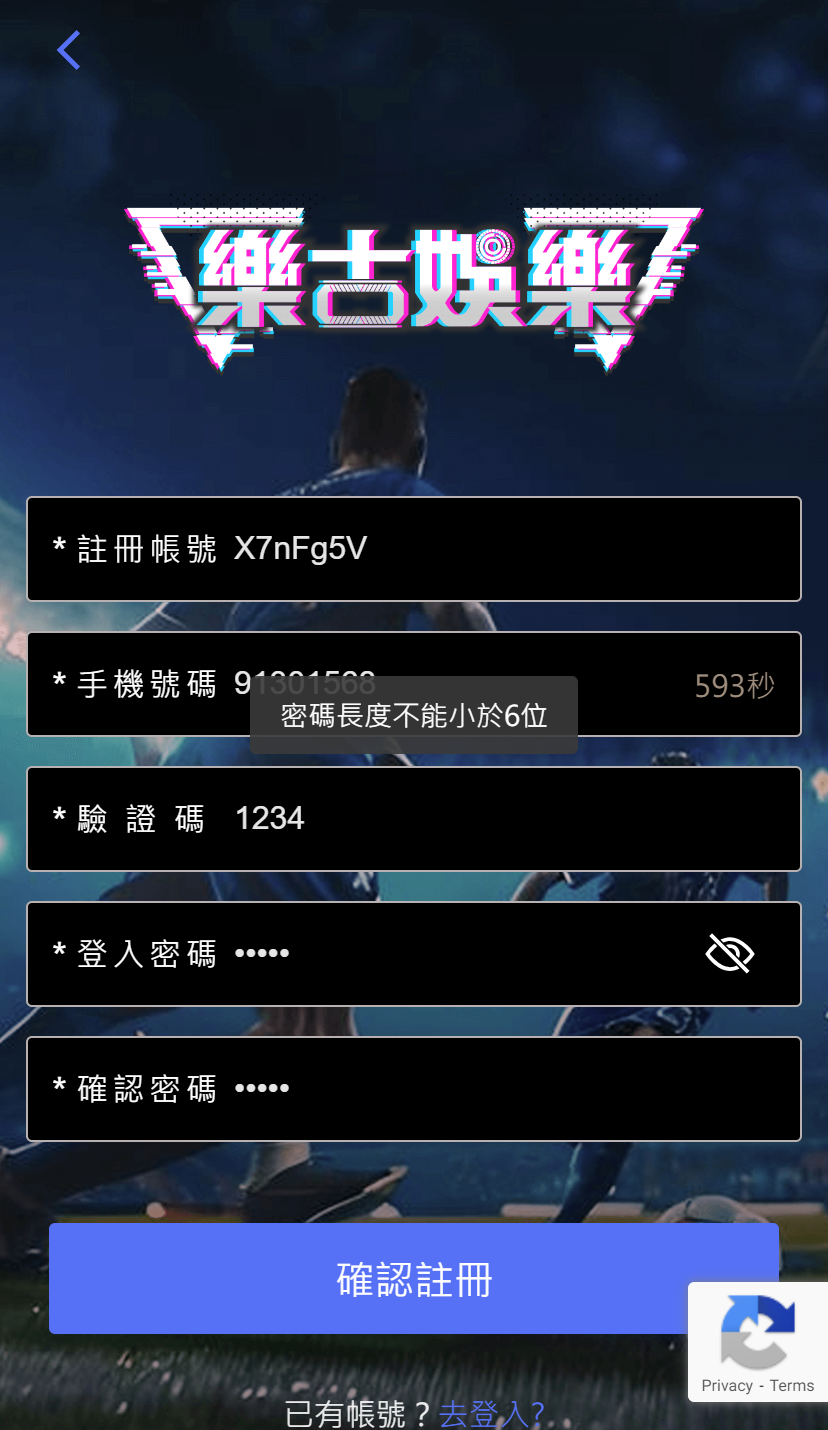 樂古娛樂
* 註冊帳號 X7nFg5V
* 手機號碼 91301568 593秒
密碼長度不能小於6位
* 驗證碼 1234
* 登入密碼 •••••
* 確認密碼 •••••
確認註冊
Privacy - Terms
已有帳號？去登入?